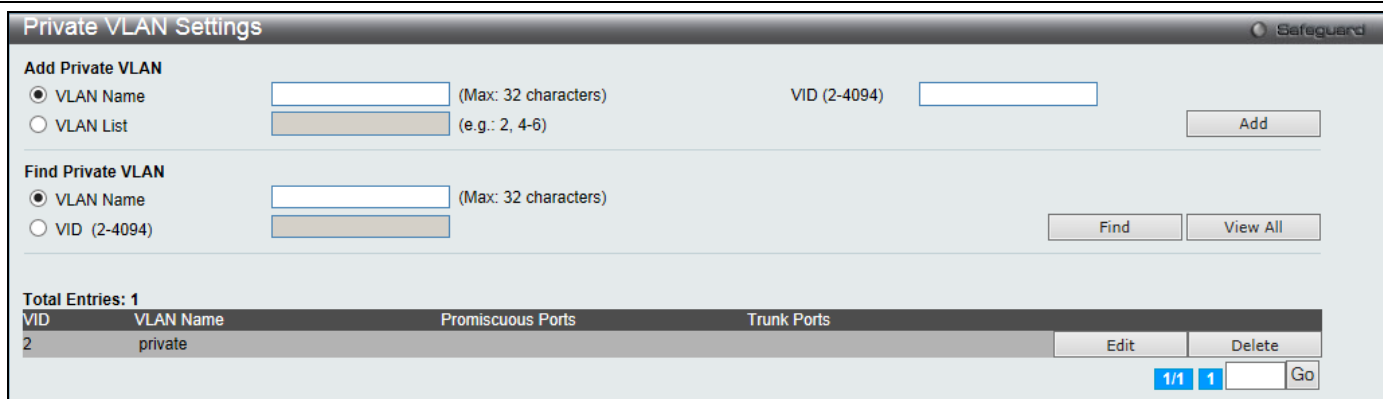 Private VLAN Settings Safeguard
Add Private VLAN
VLAN Name (Max: 32 characters) VID (2-4094)
VLAN List (e.g.: 2, 4-6) Add
Find Private VLAN
VLAN Name (Max: 32 characters)
VID (2-4094) Find View All
Total Entries: 1
VID VLAN Name Promiscuous Ports Trunk Ports
2 private Edit Delete
1/1 1 Go